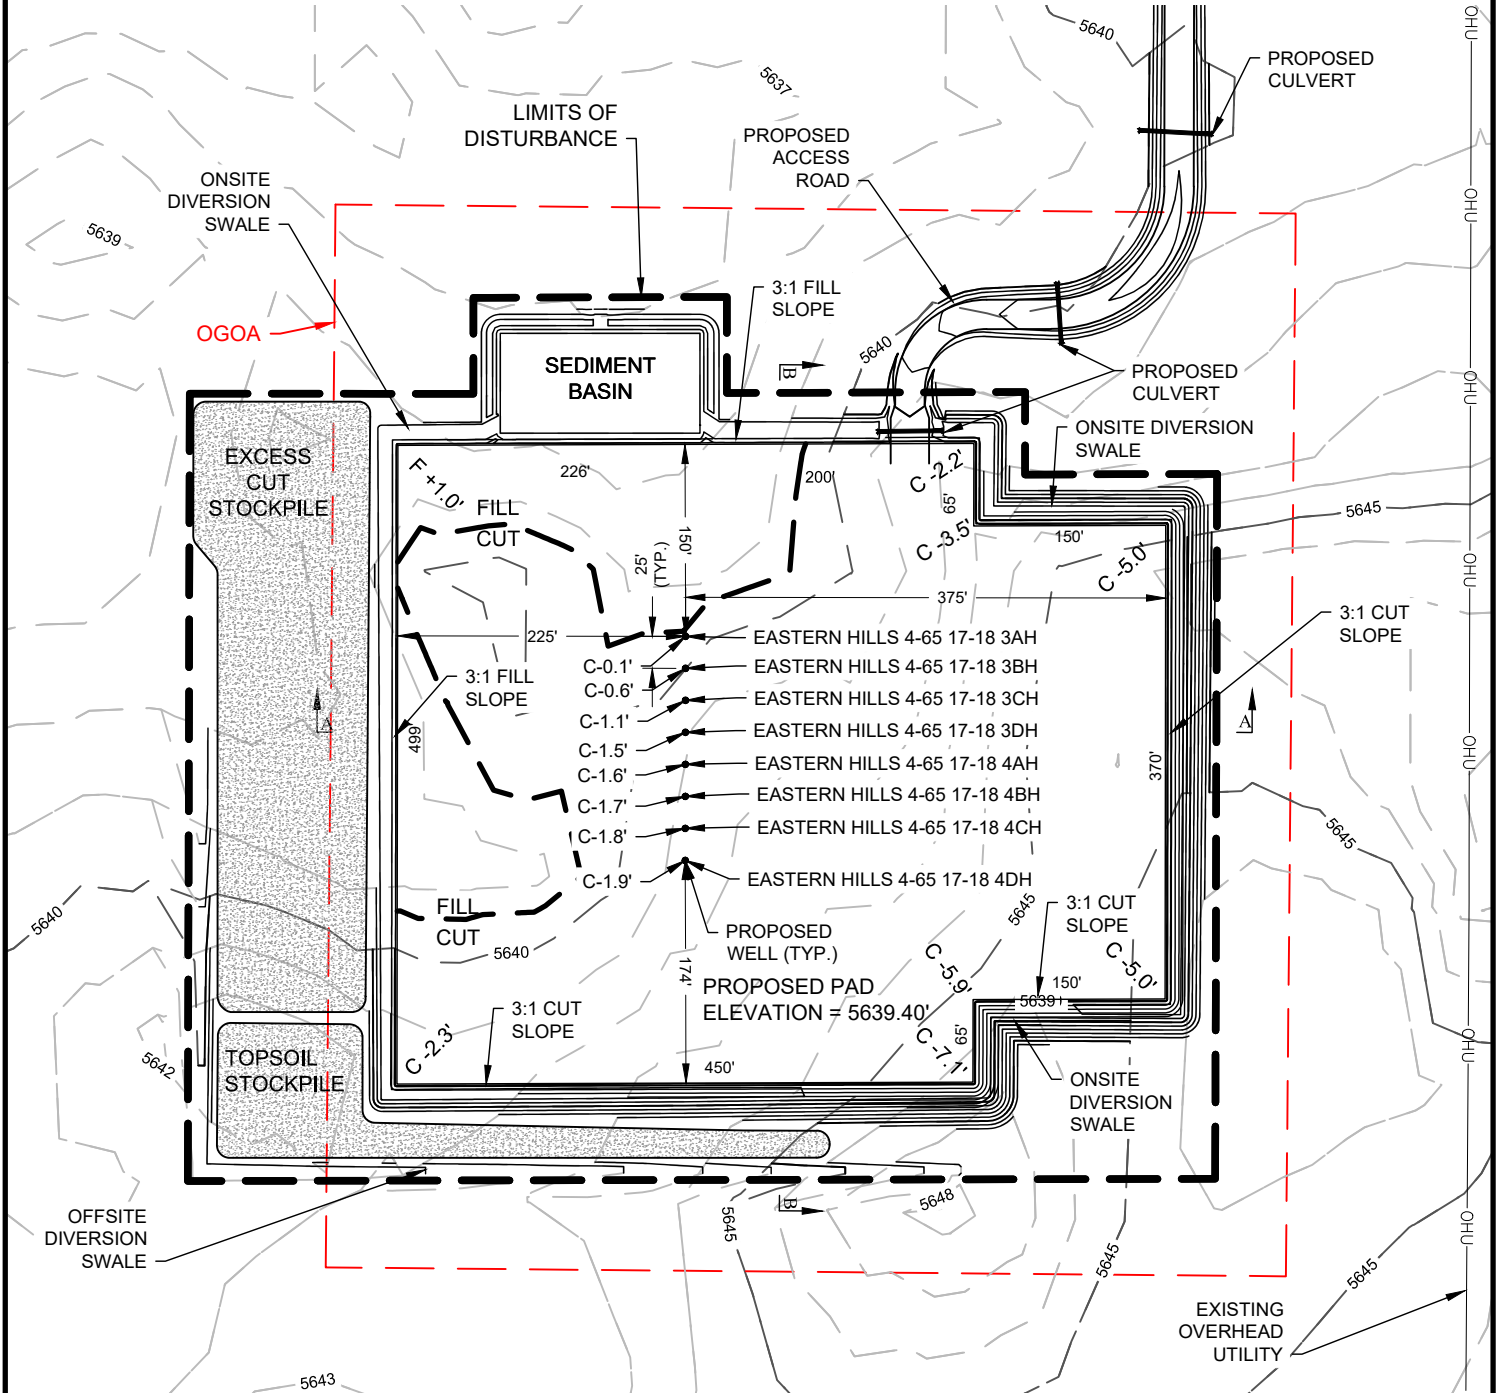 5640
OHU
PROPOSED
CULVERT
5637
LIMITS OF
DISTURBANCE
PROPOSED
ACCESS
ROAD
ONSITE
DIVERSION
SWALE
OHU
5639
OHU
3:1 FILL
SLOPE
OGOA
5640
SEDIMENT
BASIN
B
PROPOSED
CULVERT
OHU
ONSITE DIVERSION
SWALE
EXCESS
CUT
STOCKPILE
F +1.0'
226'
200'
C -2.2'
65'
5645
FILL
CUT
150'
25'
(TYP.)
C -3.5'
150'
C -5.0'
OHU
375'
3:1 CUT
SLOPE
225'
EASTERN HILLS 4-65 17-18 3AH
C-0.1'
EASTERN HILLS 4-65 17-18 3BH
3:1 FILL
SLOPE
C-0.6'
EASTERN HILLS 4-65 17-18 3CH
A
C-1.1'
A
499'
EASTERN HILLS 4-65 17-18 3DH
C-1.5'
370'
OHU
EASTERN HILLS 4-65 17-18 4AH
C-1.6'
EASTERN HILLS 4-65 17-18 4BH
C-1.7'
EASTERN HILLS 4-65 17-18 4CH
C-1.8'
5645
EASTERN HILLS 4-65 17-18 4DH
C-1.9'
5640
FILL
CUT
5645
3:1 CUT
SLOPE
PROPOSED
WELL (TYP.)
5640
174'
C -5.9'
C -5.0'
PROPOSED PAD
ELEVATION = 5639.40'
150'
5639
3:1 CUT
SLOPE
C -2.3'
65'
C -7.1'
OHU
5642
TOPSOIL
STOCKPILE
450'
ONSITE
DIVERSION
SWALE
B
5648
OFFSITE
DIVERSION
SWALE
5645
OHU
5645
5645
EXISTING
OVERHEAD
UTILITY
5643